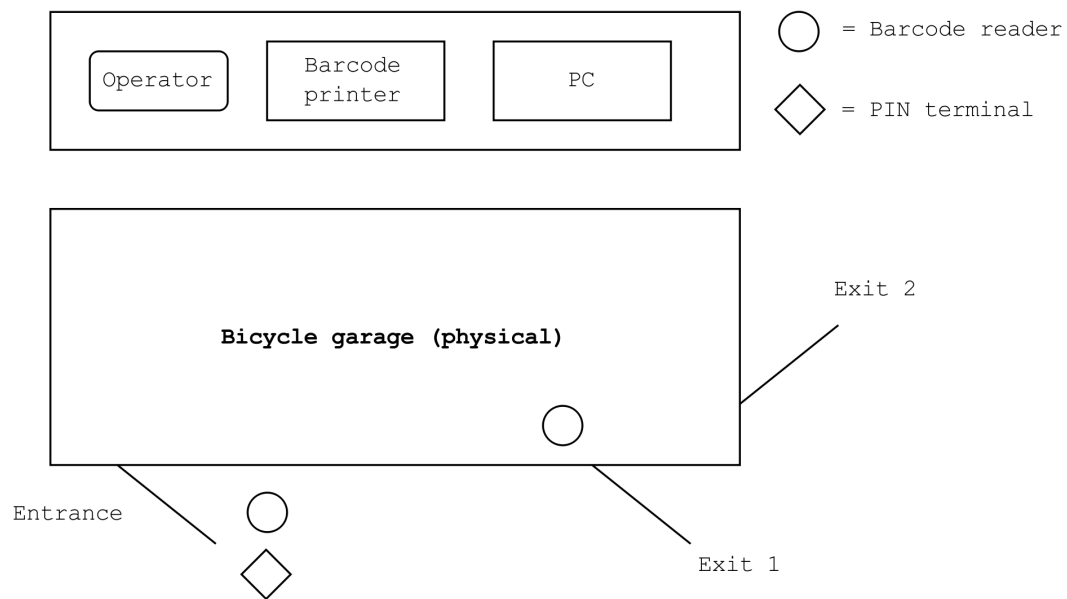 = Barcode reader
Operator
Barcode
printer
PC
= PIN terminal
Exit 2
Bicycle garage (physical)
Entrance
Exit 1